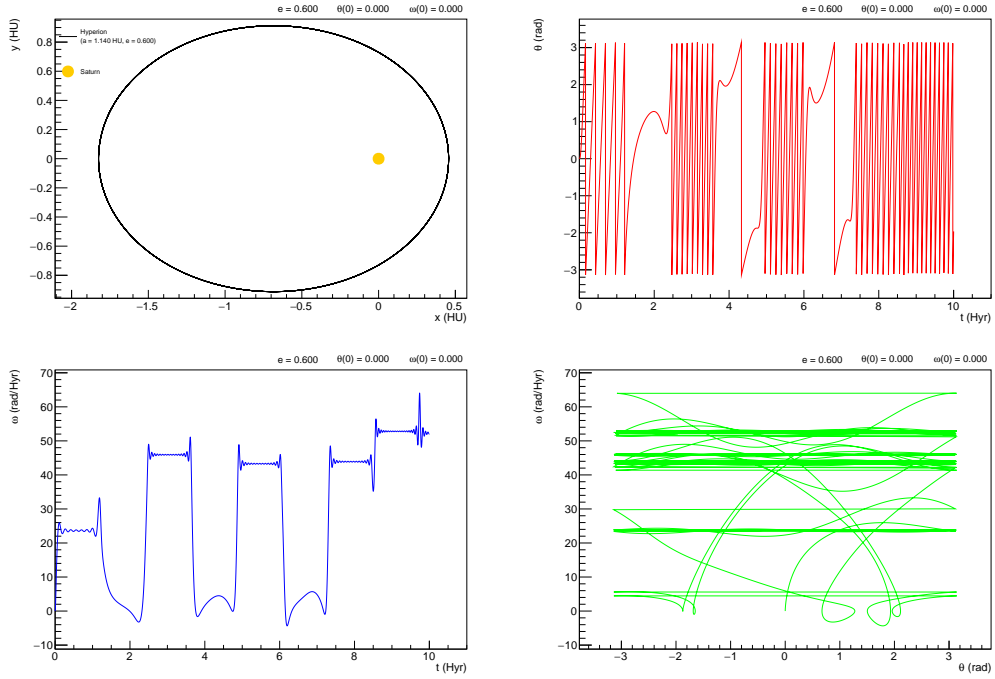 e = 0.600 θ(0) = 0.000 ω(0) = 0.000
y (HU)
Hyperion
(a = 1.140 HU, e = 0.600)
Saturn
0.8
0.6
0.4
0.2
0
−0.2
−0.4
−0.6
−0.8
−2 −1.5 −1 −0.5 0 0.5
x (HU)
e = 0.600 θ(0) = 0.000 ω(0) = 0.000
θ (rad)
3
2
1
0
−1
−2
−3
0 2 4 6 8 10
t (Hyr)
e = 0.600 θ(0) = 0.000 ω(0) = 0.000
ω (rad/Hyr)
70
60
50
40
30
20
10
0
−10
0 2 4 6 8 10
t (Hyr)
e = 0.600 θ(0) = 0.000 ω(0) = 0.000
ω (rad/Hyr)
70
60
50
40
30
20
10
0
−10
−3 −2 −1 0 1 2 3
θ (rad)